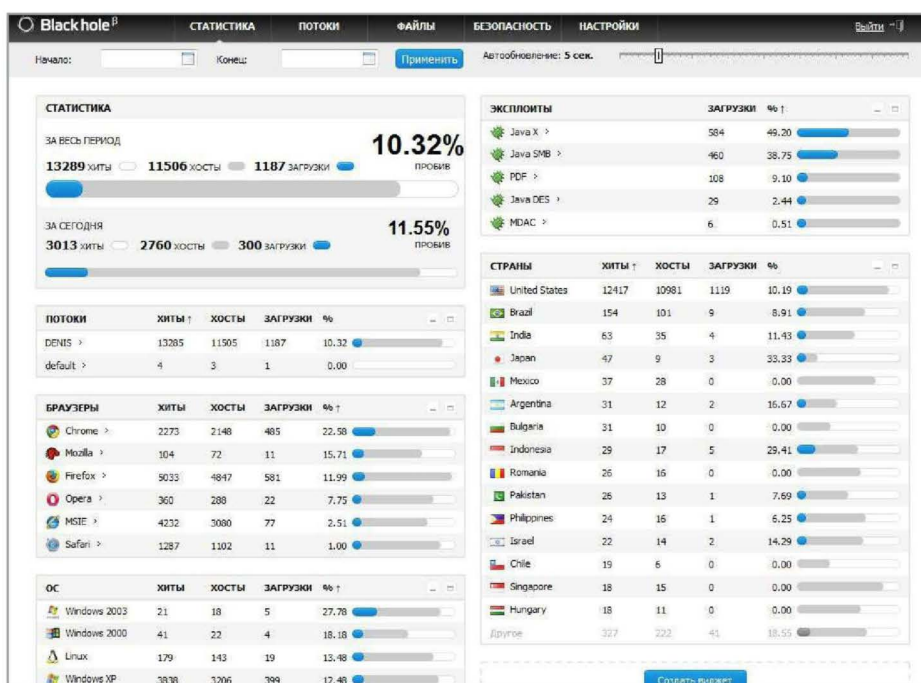 Blackhole β СТАТИСТИКА ПОТОКИ ФАЙЛЫ БЕЗОПАСНОСТЬ НАСТРОЙКИ Выйти
Начало: Конец: Применить Автообновление: 5 сек.
СТАТИСТИКА
ЗА ВЕСЬ ПЕРИОД
10.32%
ПРОБИВ
13289 ХИТЫ 11506 ХОСТЫ 1187 ЗАГРУЗКИ
ЗА СЕГОДНЯ
11.55%
ПРОБИВ
3013 ХИТЫ 2760 ХОСТЫ 300 ЗАГРУЗКИ
ПОТОКИ ХИТЫ ↑ ХОСТЫ ЗАГРУЗКИ %
DENIS > 13285 11505 1187 10.32
default > 4 3 1 0.00
БРАУЗЕРЫ ХИТЫ ХОСТЫ ЗАГРУЗКИ % ↑
Chrome > 2273 2148 485 22.58
Mozilla > 104 72 11 15.71
Firefox > 5033 4847 581 11.99
Opera > 360 288 22 7.75
MSIE > 4232 3080 77 2.51
Safari > 1287 1102 11 1.00
ОС ХИТЫ ХОСТЫ ЗАГРУЗКИ % ↑
Windows 2003 21 18 5 27.78
Windows 2000 41 22 4 18.18
Linux 179 143 19 13.48
Windows XP 3838 3206 399 12.48
ЭКСПЛОИТЫ ЗАГРУЗКИ % ↑
Java X > 584 49.20
Java SMB > 460 38.75
PDF > 108 9.10
Java DES > 29 2.44
MDAC > 6 0.51
СТРАНЫ ХИТЫ ↑ ХОСТЫ ЗАГРУЗКИ %
United States 12417 10981 1119 10.19
Brazil 154 101 9 8.91
India 63 35 4 11.43
Japan 47 9 3 33.33
Mexico 37 28 0 0.00
Argentina 31 12 2 16.67
Bulgaria 31 10 0 0.00
Indonesia 29 17 5 29.41
Romania 26 16 0 0.00
Pakistan 26 13 1 7.69
Philippines 24 16 1 6.25
Israel 22 14 2 14.29
Chile 19 6 0 0.00
Singapore 18 15 0 0.00
Hungary 18 11 0 0.00
Другое 327 222 41 18.55
Создать виджет